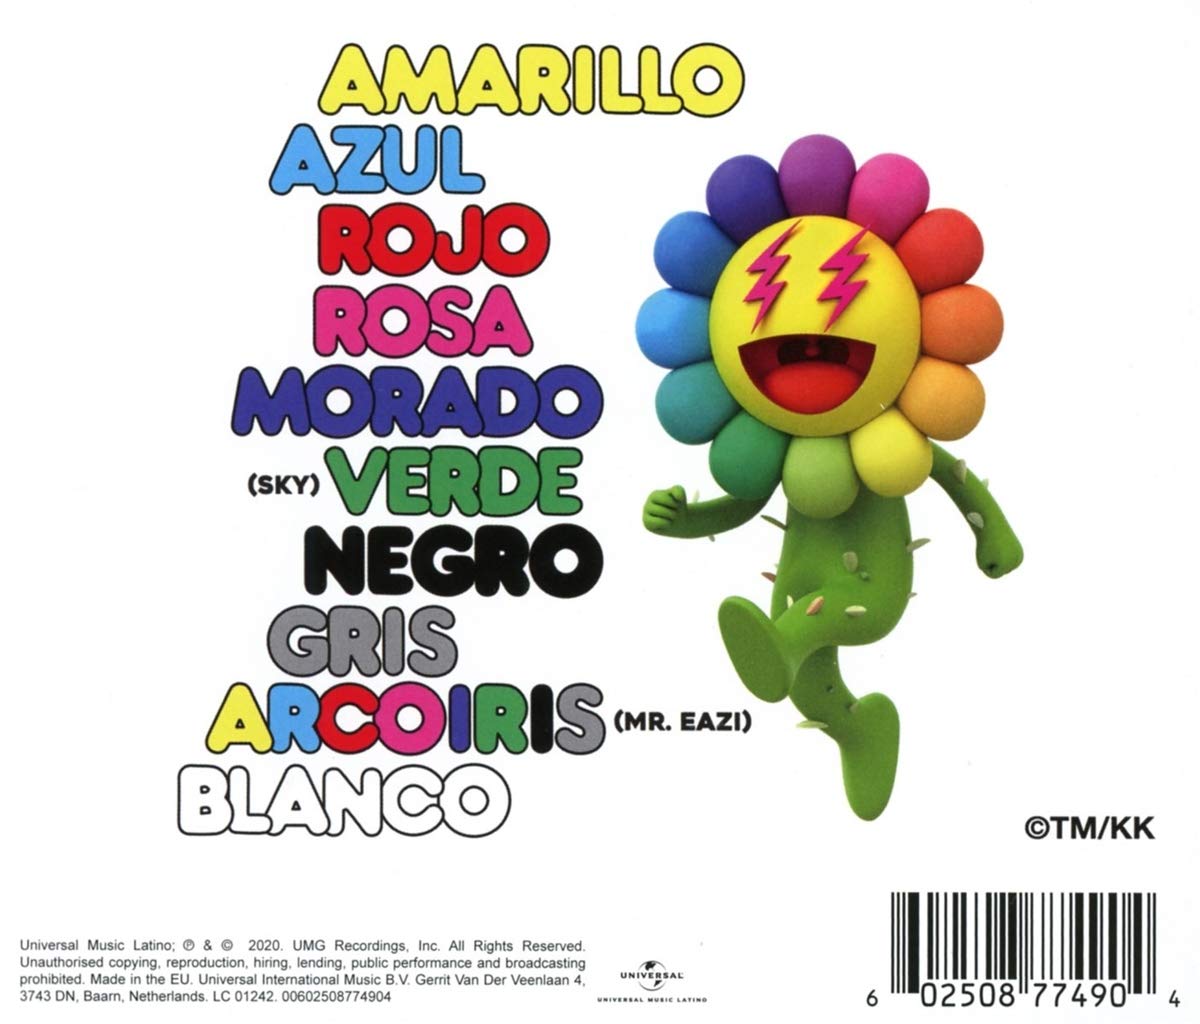 AMARILLO
AZUL
ROJO
ROSA
MORADO
(SKY) VERDE
NEGRO
GRIS
ARCOIRIS (MR. EAZI)
BLANCO
©TM/KK
Universal Music Latino; ℗ & © 2020. UMG Recordings, Inc. All Rights Reserved.
Unauthorised copying, reproduction, hiring, lending, public performance and broadcasting
prohibited. Made in the EU. Universal International Music B.V. Gerrit Van Der Veenlaan 4,
3743 DN, Baarn, Netherlands. LC 01242. 00602508774904
UNIVERSAL
UNIVERSAL MUSIC LATINO
6 02508 77490 4